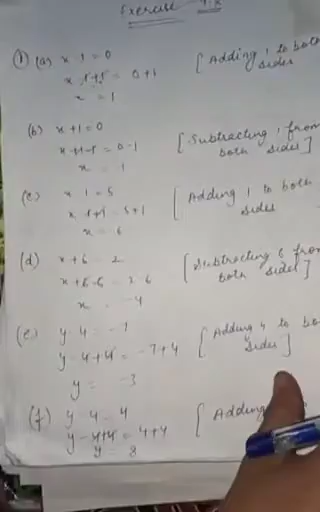 Exercise
① (a) x 1 = 0 [Adding 1 to both sides
x 1+1 = 0+1
x = 1
(b) x+1=0 [Subtracting 1 from both sides]
x+1-1 = 0-1
x = 1
(c) x 1 = 5 [Adding 1 to both sides
x 1+1 = 5+1
x = 6
(d) x+6 = 2 [Subtracting 6 from both sides]
x+6-6 = 2 6
x = -4
(e) y 4 = -7 [Adding 4 to bo sides]
y-4+4 = -7+4
y = -3
(f) y 4 = 4 [Adding
y-4+4 = 4+4
y = 8